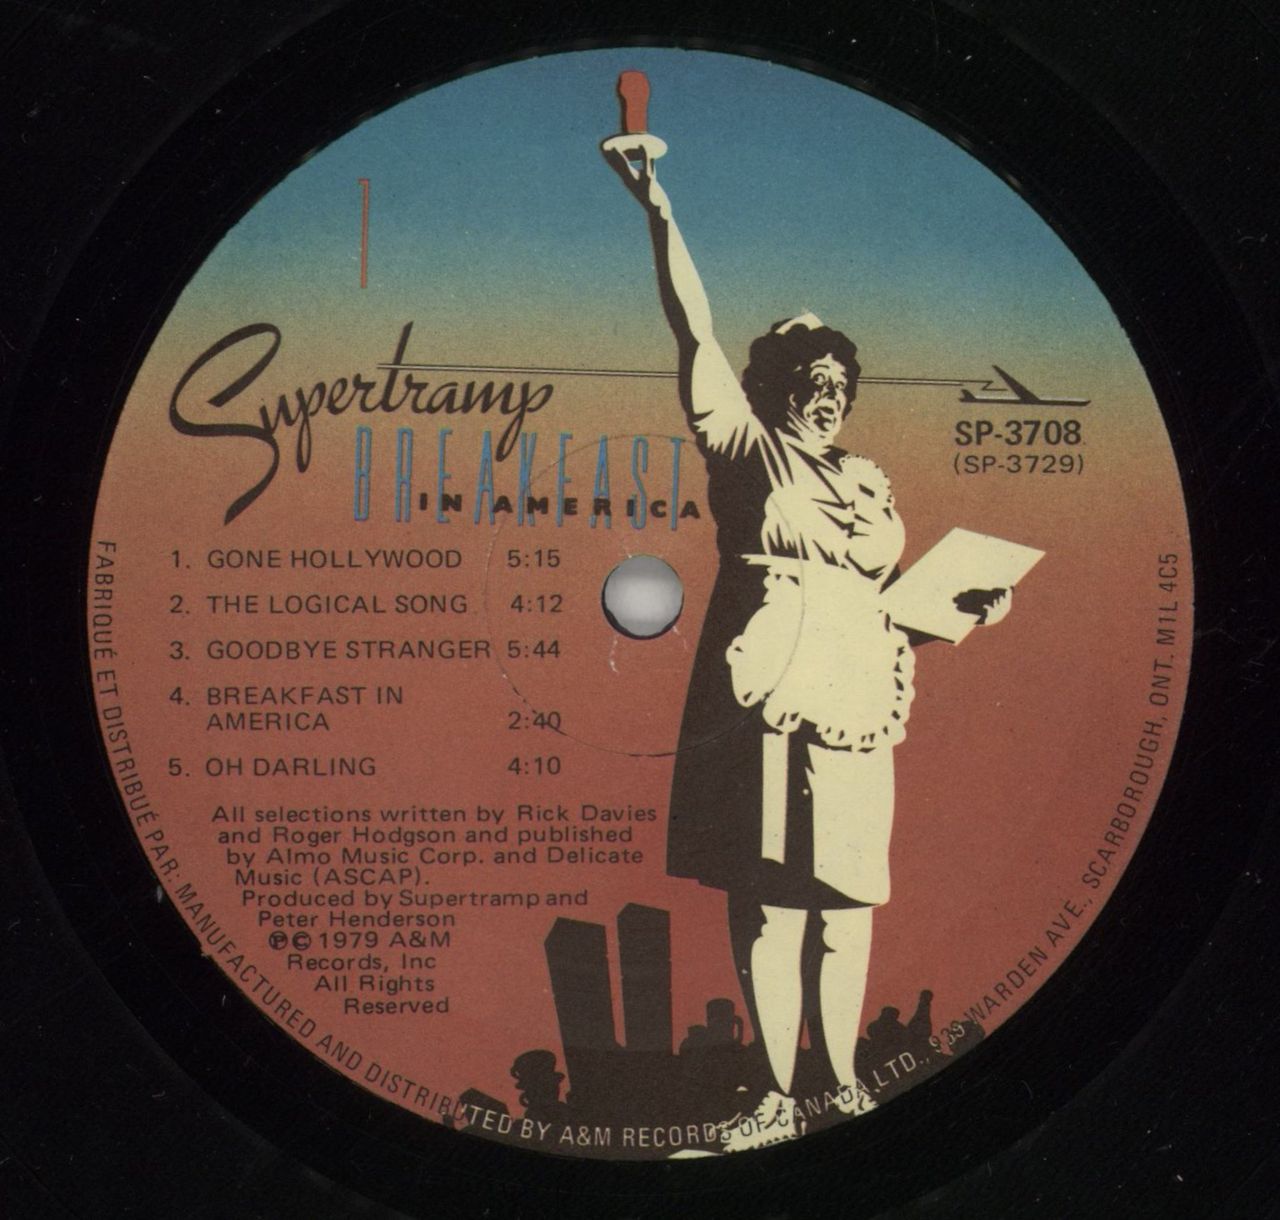 1
Supertramp
BREAKFAST
IN AMERICA
SP-3708
(SP-3729)
1. GONE HOLLYWOOD 5:15
2. THE LOGICAL SONG 4:12
3. GOODBYE STRANGER 5:44
4. BREAKFAST IN
AMERICA 2:40
5. OH DARLING 4:10
All selections written by Rick Davies
and Roger Hodgson and published
by Almo Music Corp. and Delicate
Music (ASCAP).
Produced by Supertramp and
Peter Henderson
℗©1979 A&M
Records, Inc
All Rights
Reserved
FABRIQUÉ ET DISTRIBUÉ PAR: MANUFACTURED AND DISTRIBUTED BY A&M RECORDS OF CANADA LTD., 939 WARDEN AVE., SCARBOROUGH, ONT. M1L 4C5